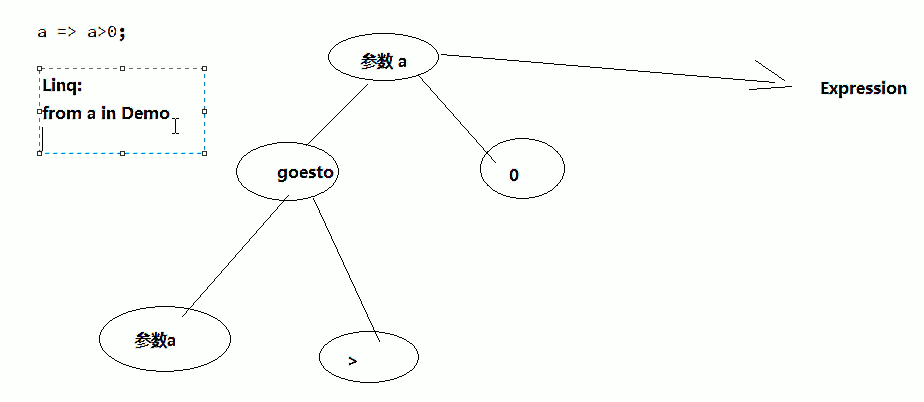 a => a>0;
Linq:
from a in Demo
参数 a
Expression
goesto
0
参数a
>